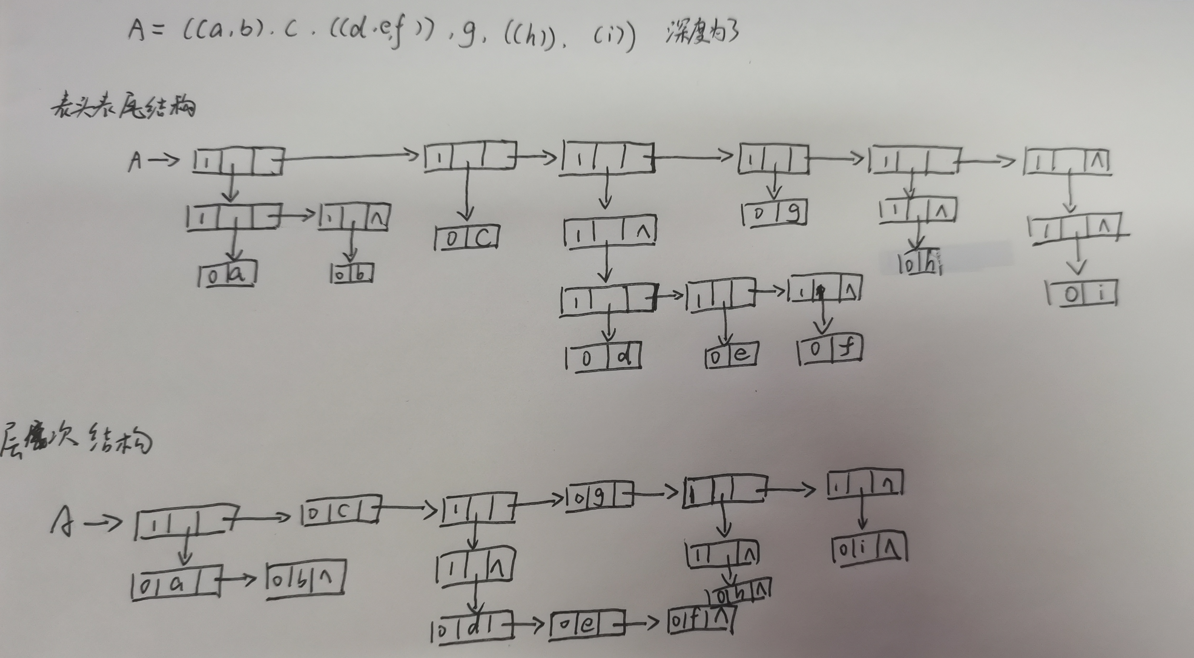 A = ((a,b), c, ((d,e,f)), g, ((h)), (i)) 深度为3
表头表尾结构
A→ 1 1 1 1 1 1 ∧
1 1 ∧ 0 c 1 ∧ 0 g 1 ∧ 1 ∧
0 a 0 b 1 1 1 ∧ 0 h 0 i
0 d 0 e 0 f
层次结构
A→ 1 0 c 1 0 g 1 1 ∧
0 a 0 b ∧ 1 ∧ 1 ∧ 0 i ∧
0 d 0 e 0 f ∧ 0 h ∧